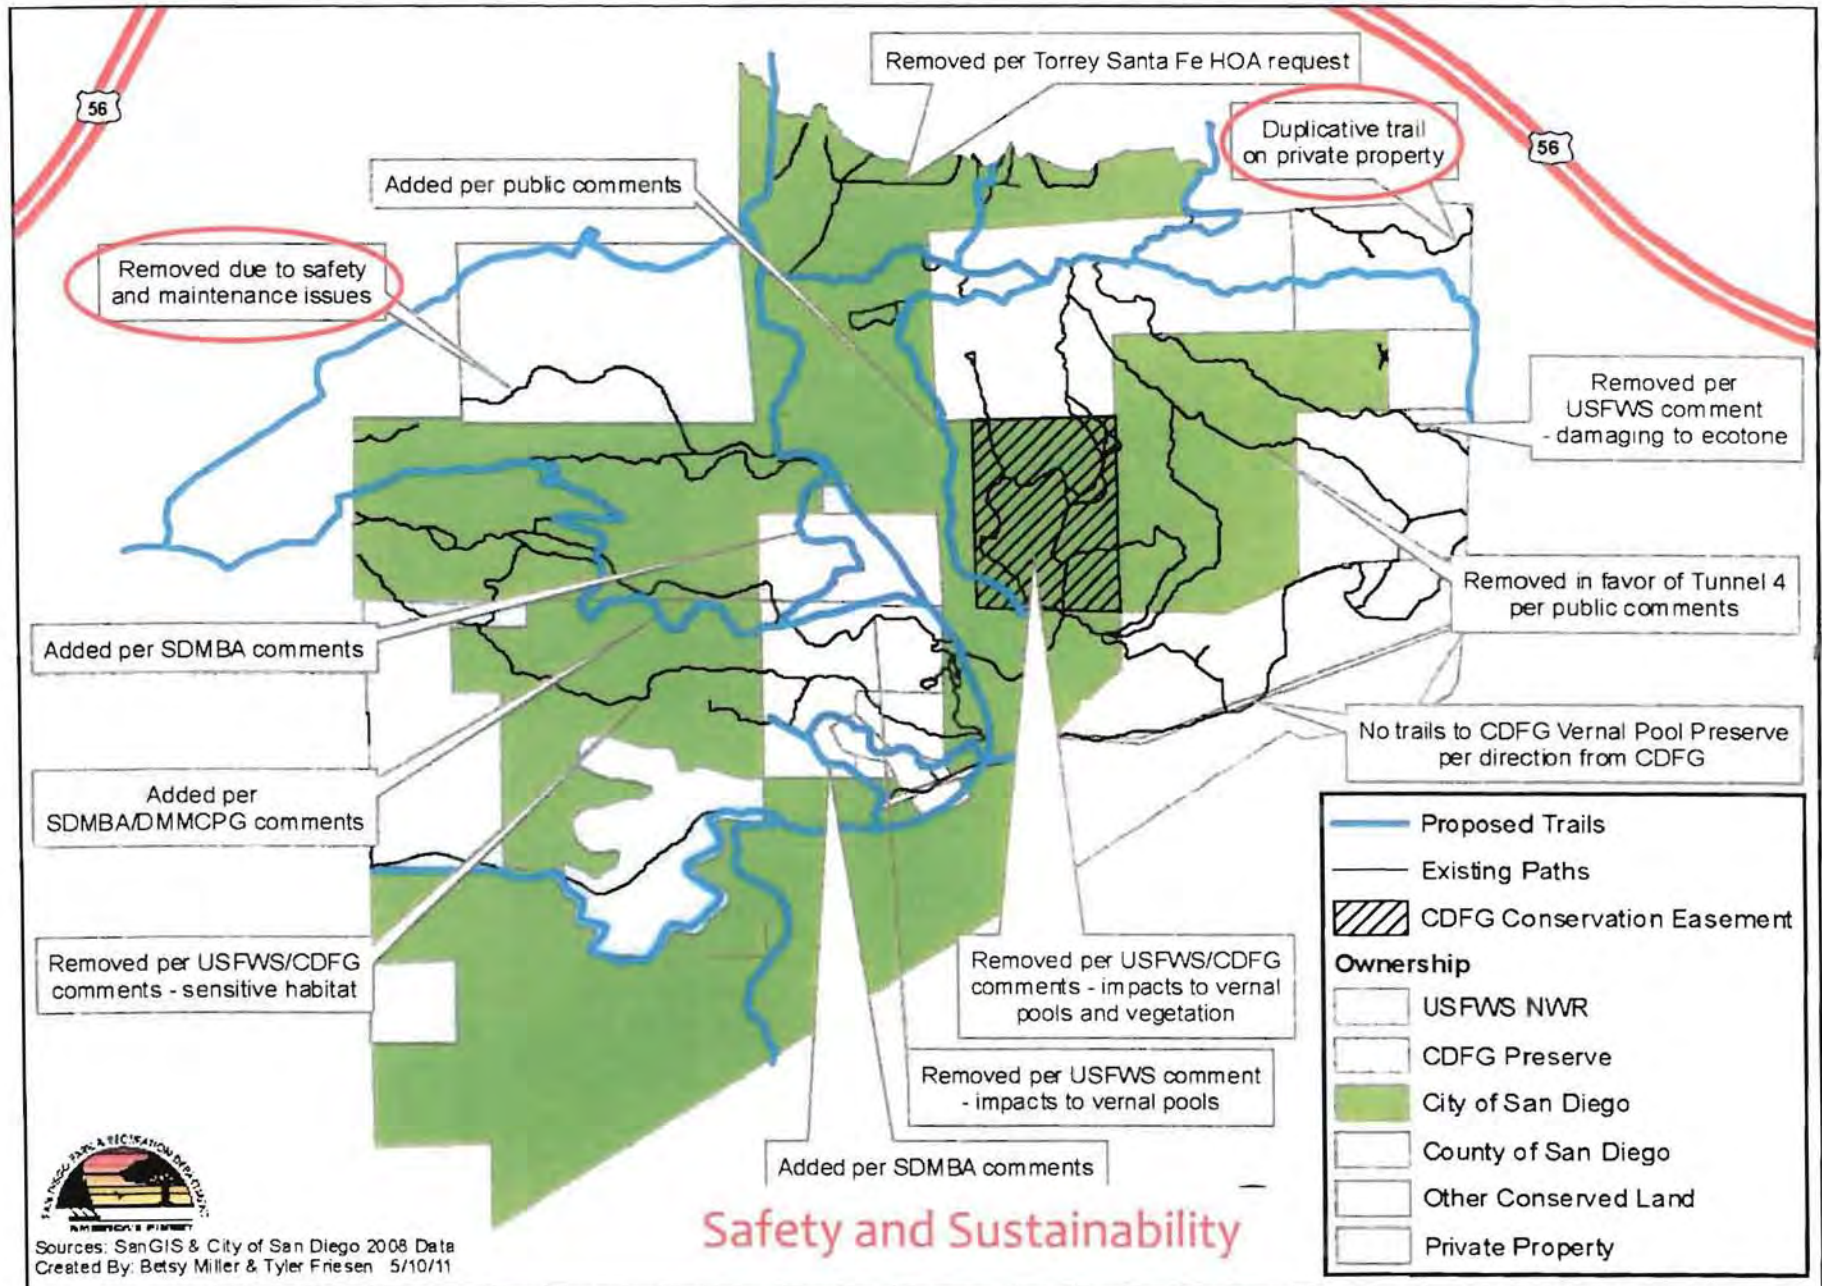 56
Removed per Torrey Santa Fe HOA request
Duplicative trail
on private property
56
Added per public comments
Removed due to safety
and maintenance issues
Removed per
USFWS comment
- damaging to ecotone
Removed in favor of Tunnel 4
per public comments
Added per SDMBA comments
No trails to CDFG Vernal Pool Preserve
per direction from CDFG
Added per
SDMBA/DMMCPG comments
Removed per USFWS/CDFG
comments - sensitive habitat
Removed per USFWS/CDFG
comments - impacts to vernal
pools and vegetation
Removed per USFWS comment
- impacts to vernal pools
Added per SDMBA comments
Proposed Trails
Existing Paths
CDFG Conservation Easement
Ownership
USFWS NWR
CDFG Preserve
City of San Diego
County of San Diego
Other Conserved Land
Private Property
SAN DIEGO PARK & RECREATION DEPARTMENT
AMERICA'S FINEST
Sources: SanGIS & City of San Diego 2008 Data
Created By: Betsy Miller & Tyler Friesen 5/10/11
Safety and Sustainability